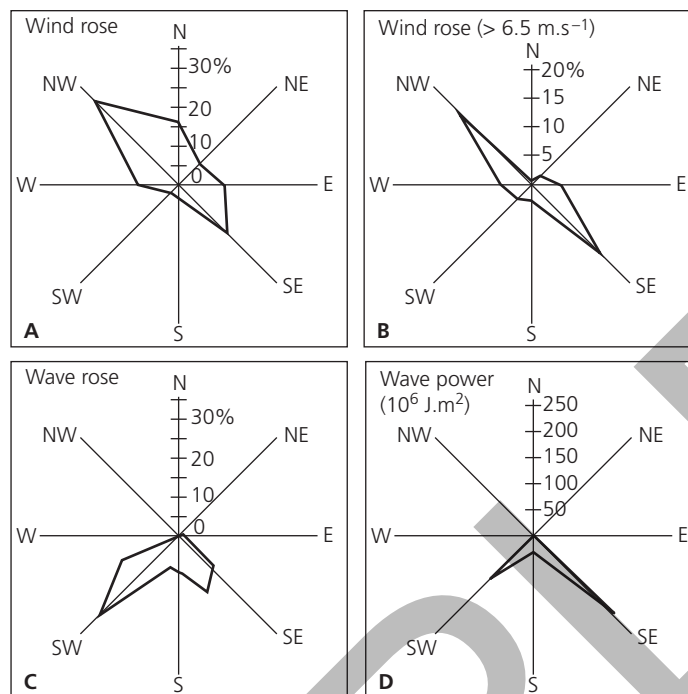 Wind rose
N
30%
20
10
0
NW
NE
W
E
SW
SE
S
A
Wind rose (> 6.5 m.s⁻¹)
N
20%
15
10
5
NW
NE
W
E
SW
SE
S
B
Wave rose
N
30%
20
10
0
NW
NE
W
E
SW
SE
S
C
Wave power
(10⁶ J.m²)
N
250
200
150
100
50
NW
NE
W
E
SW
SE
S
D